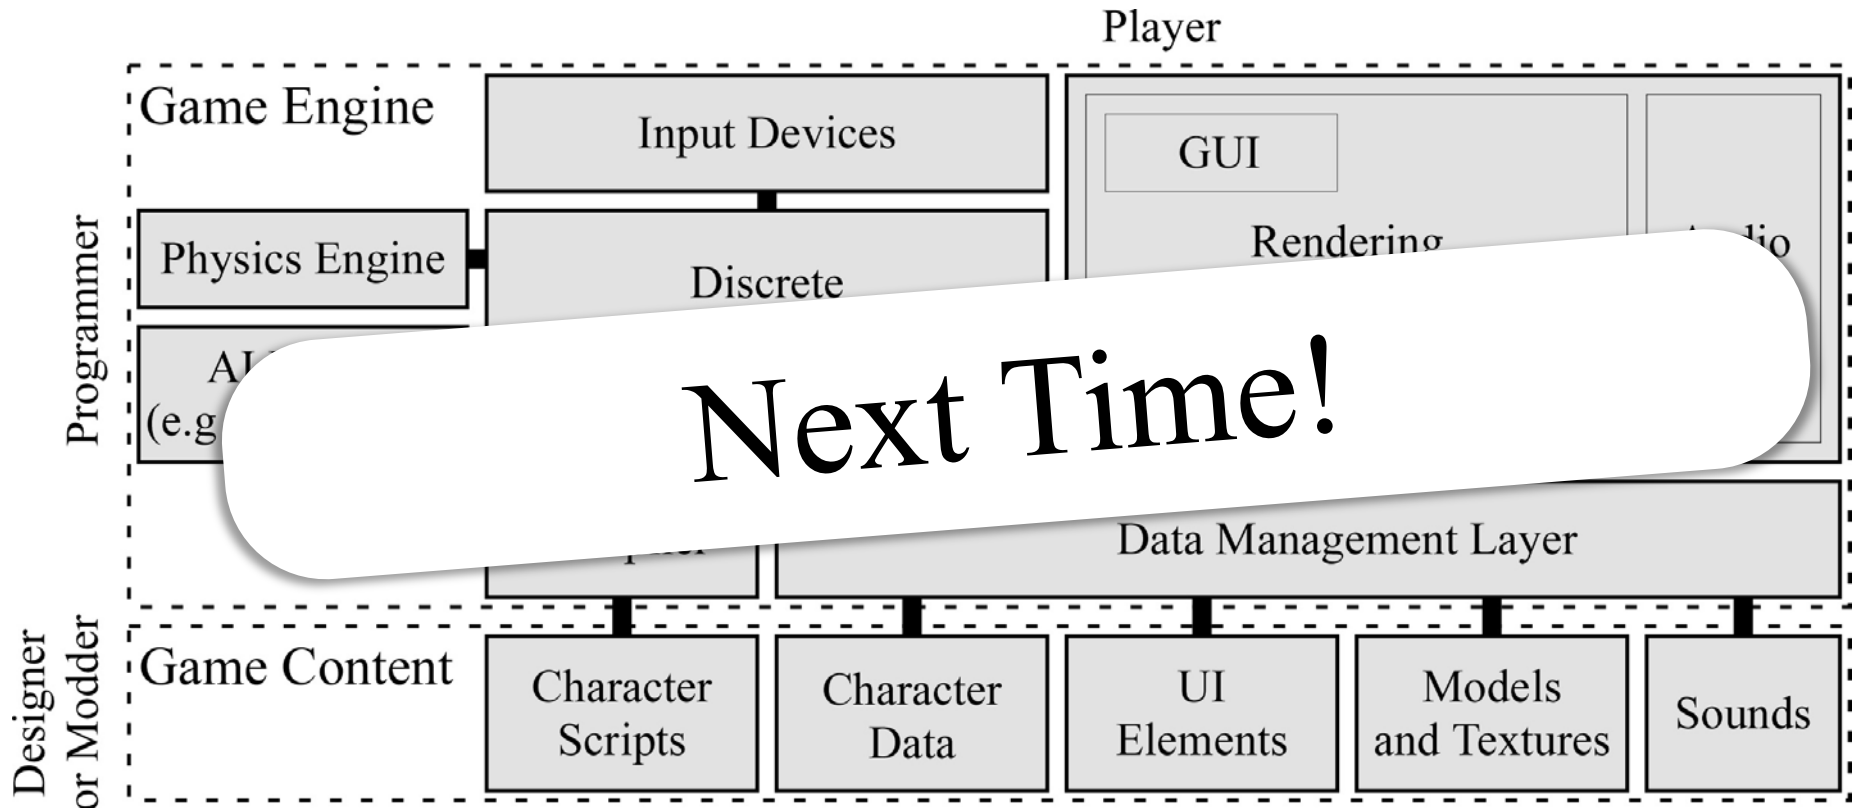 Player
Game Engine
Input Devices
GUI
Programmer
Physics Engine
Discrete
Rendering
(e.g
Next Time!
Data Management Layer
Designer
or Modder
Game Content
Character
Scripts
Character
Data
UI
Elements
Models
and Textures
Sounds